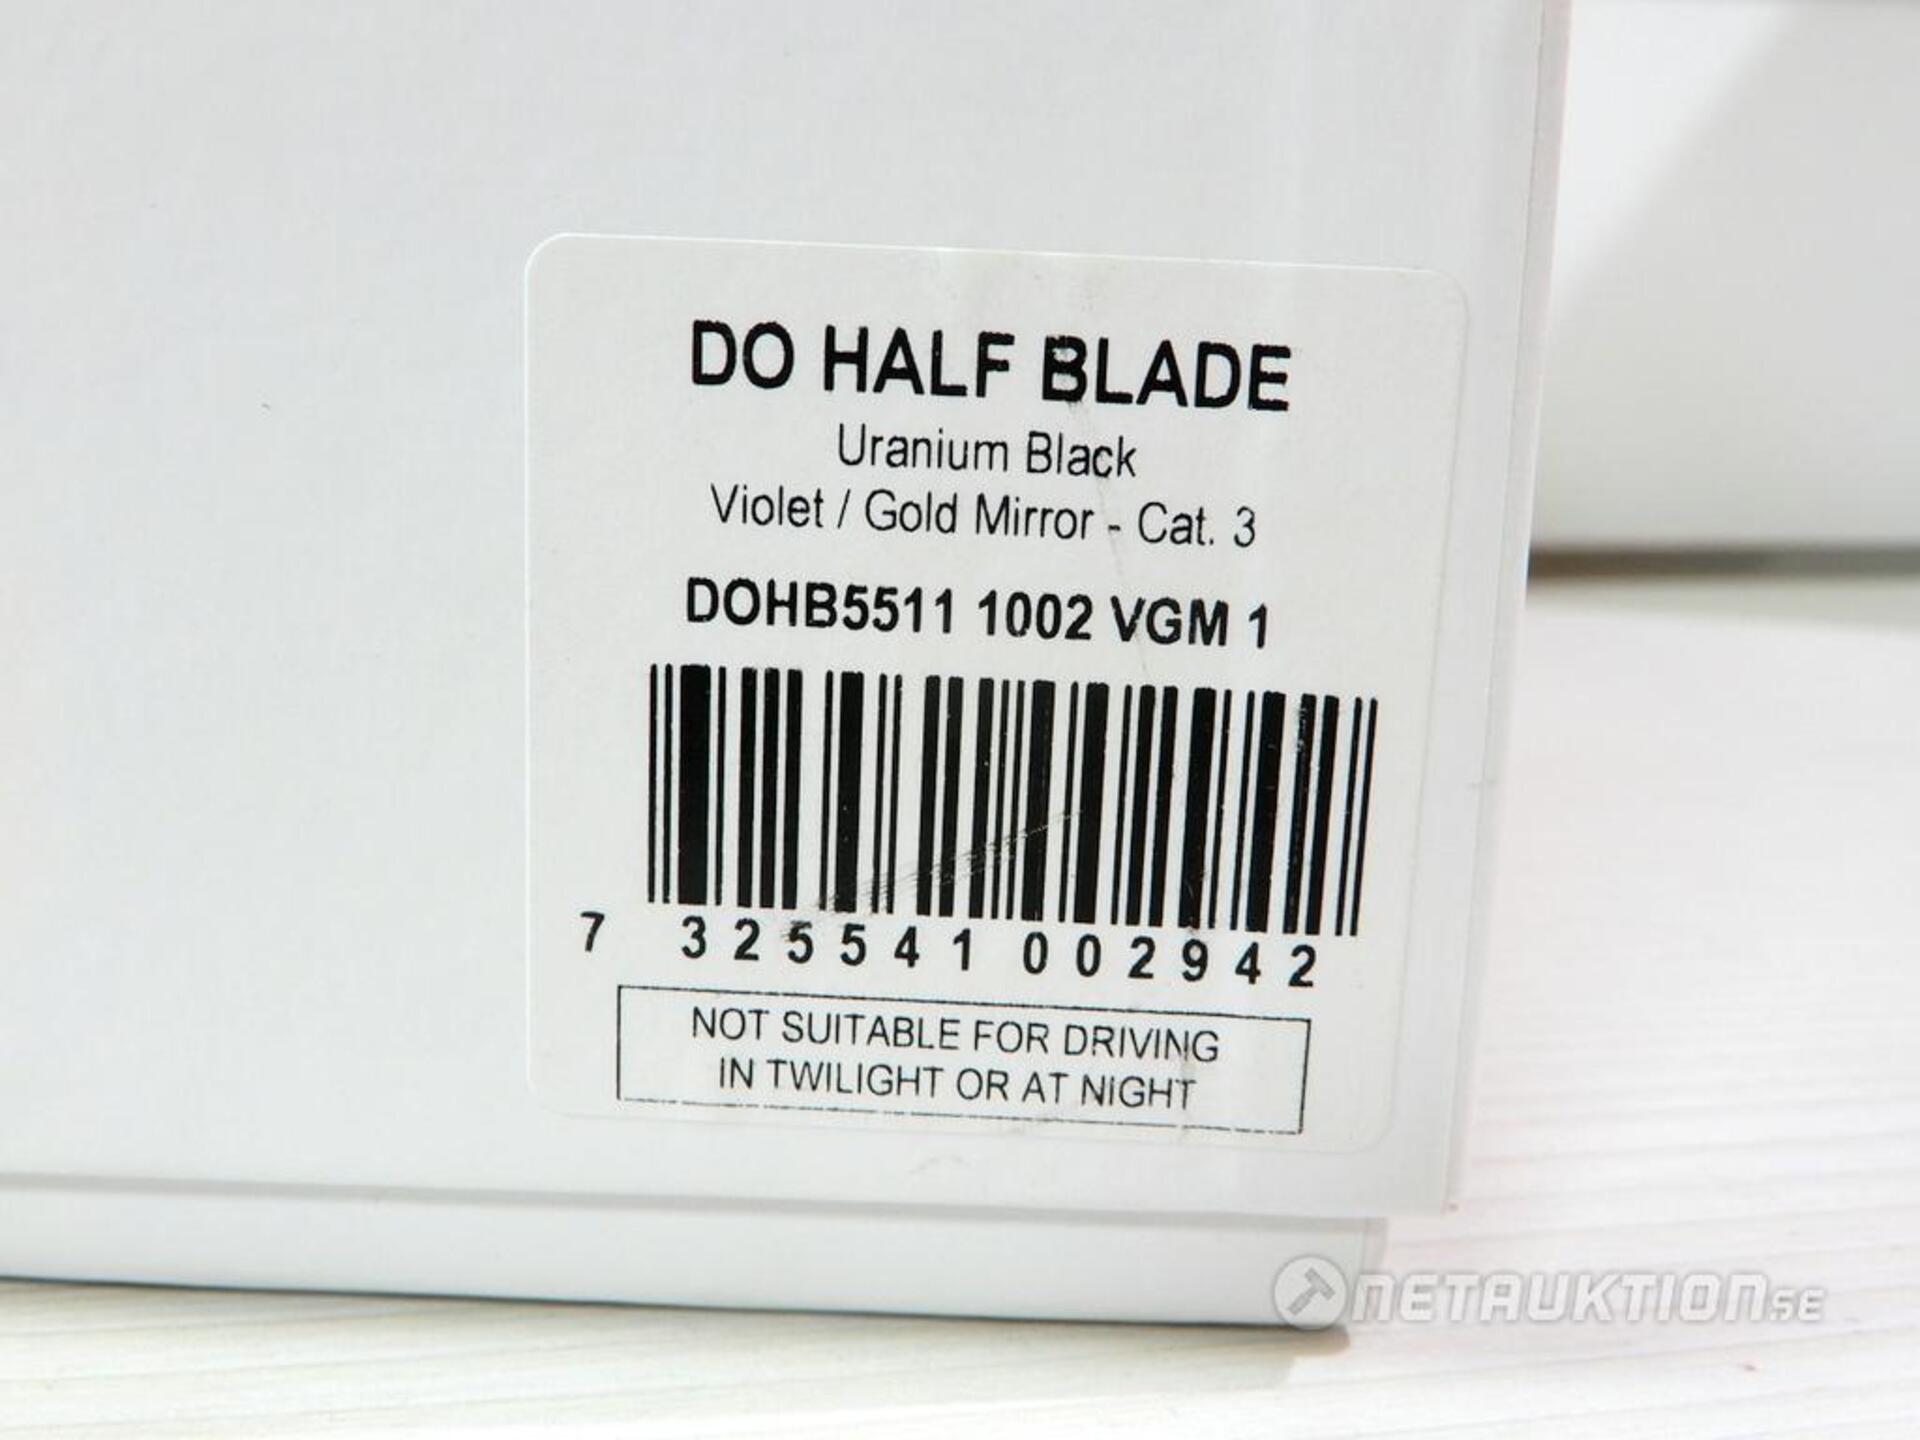 DO HALF BLADE
Uranium Black
Violet / Gold Mirror - Cat. 3
DOHB5511 1002 VGM 1
7 325541 002942
NOT SUITABLE FOR DRIVING
IN TWILIGHT OR AT NIGHT
NETAUKTION.SE